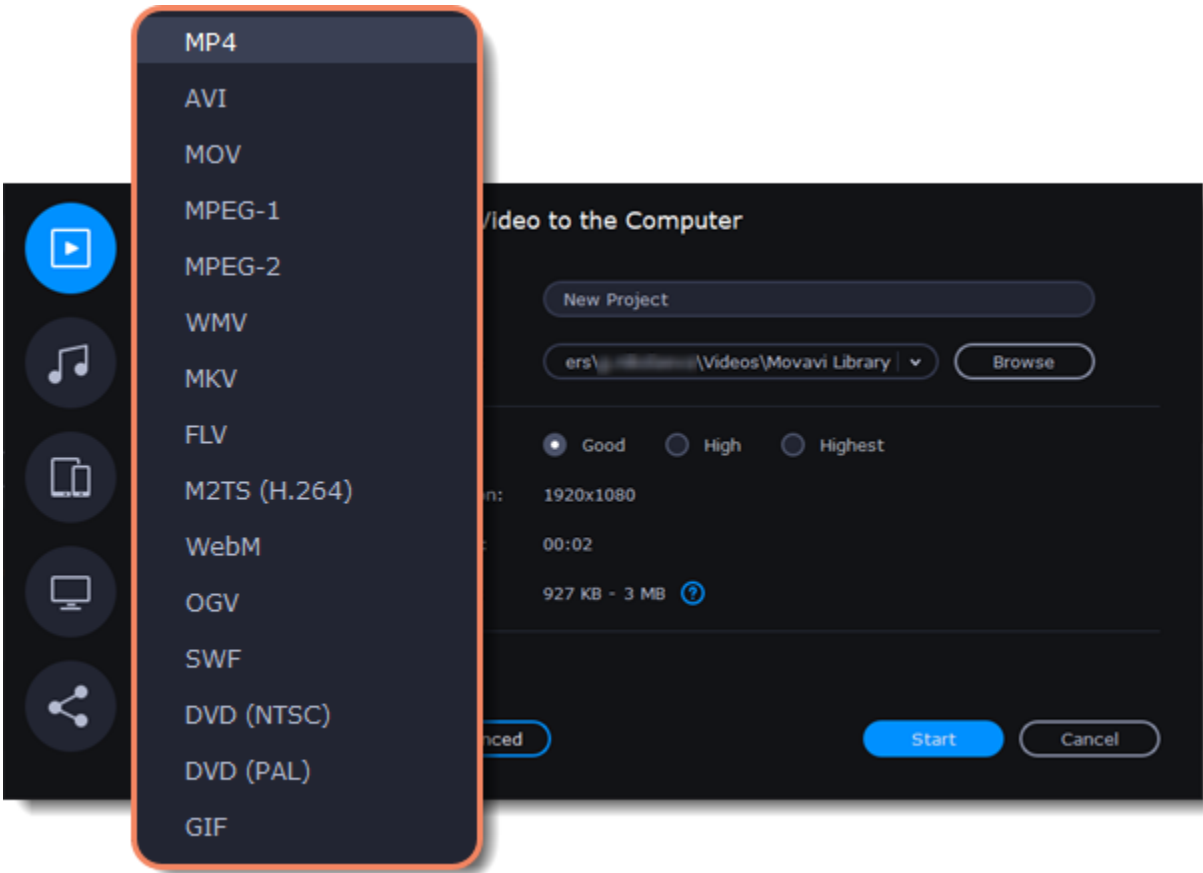 MP4
AVI
MOV
MPEG-1
MPEG-2
WMV
MKV
FLV
M2TS (H.264)
WebM
OGV
SWF
DVD (NTSC)
DVD (PAL)
GIF
Video to the Computer
New Project
ers\ \Videos\Movavi Library
Browse
Good High Highest
n: 1920x1080
: 00:02
927 KB - 3 MB ?
nced
Start Cancel